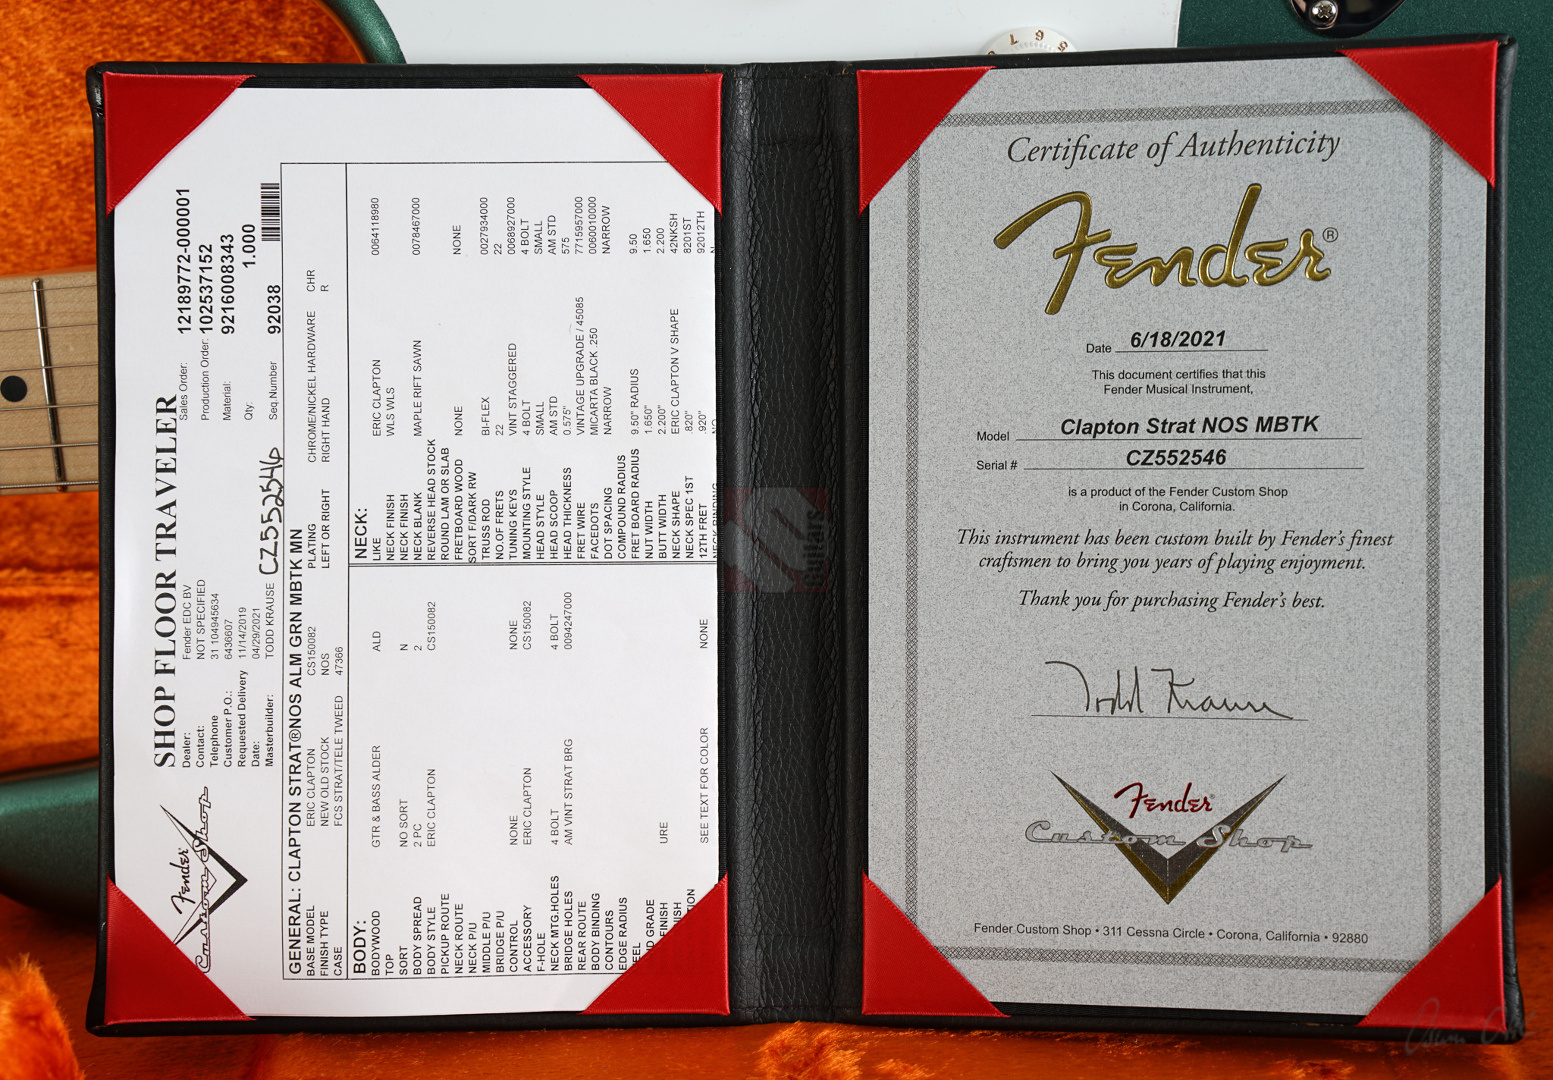 SHOP FLOOR TRAVELER
Dealer: Fender EDC BV
Contact: NOT SPECIFIED
Telephone 31 104945634
Customer P.O.: 6436607
Requested Delivery 11/14/2019
Date: 04/29/2021
Masterbuilder: TODD KRAUSE CZ552546
Sales Order: 12189772-000001
Production Order: 102537152
Material: 9216008343
Qty: 1.000
Seq.Number 92038
Fender
Custom Shop
GENERAL: CLAPTON STRAT®NOS ALM GRN MBTK MN
BASE MODEL ERIC CLAPTON CS150082 PLATING CHROME/NICKEL HARDWARE CHR
FINISH TYPE NEW OLD STOCK NOS LEFT OR RIGHT RIGHT HAND R
CASE FCS STRAT/TELE TWEED 47366
BODY:
BODYWOOD GTR & BASS ALDER ALD
TOP
SORT NO SORT N
BODY SPREAD 2 PC 2
BODY STYLE ERIC CLAPTON CS150082
PICKUP ROUTE
NECK ROUTE
NECK P/U
MIDDLE P/U
BRIDGE P/U
CONTROL NONE NONE
ACCESSORY ERIC CLAPTON CS150082
F-HOLE
NECK MTG.HOLES 4 BOLT 4 BOLT
BRIDGE HOLES AM VINT STRAT BRG 0094247000
REAR ROUTE
BODY BINDING
CONTOURS
EDGE RADIUS
GRADE
FINISH URE
SEE TEXT FOR COLOR NONE
NECK:
LIKE ERIC CLAPTON 0064118980
NECK FINISH WLS WLS
NECK FINISH
NECK BLANK MAPLE RIFT SAWN 0078467000
REVERSE HEAD STOCK
ROUND LAM OR SLAB
FRETBOARD WOOD NONE NONE
SORT F/DARK RW
TRUSS ROD BI-FLEX 0027934000
NO.OF FRETS 22 22
TUNING KEYS VINT STAGGERED 0068927000
MOUNTING STYLE 4 BOLT 4 BOLT
HEAD STYLE SMALL SMALL
HEAD SCOOP AM STD AM STD
HEAD THICKNESS 0.575" 575
FRET WIRE VINTAGE UPGRADE / 45085 7715957000
FACEDOTS MICARTA BLACK .250 0060010000
DOT SPACING NARROW NARROW
COMPOUND RADIUS
FRET BOARD RADIUS 9.50" RADIUS 9.50
NUT WIDTH 1.650" 1.650
BUTT WIDTH 2.200" 2.200
NECK SHAPE ERIC CLAPTON V SHAPE 42NKSH
NECK SPEC 1ST .820" 8201ST
12TH FRET .920" 92012TH
Certificate of Authenticity
Fender®
Date 6/18/2021
This document certifies that this
Fender Musical Instrument,
Model Clapton Strat NOS MBTK
Serial # CZ552546
is a product of the Fender Custom Shop
in Corona, California.
This instrument has been custom built by Fender's finest
craftsmen to bring you years of playing enjoyment.
Thank you for purchasing Fender's best.
Todd Krause
Fender®
Custom Shop
Fender Custom Shop • 311 Cessna Circle • Corona, California • 92880
guitars